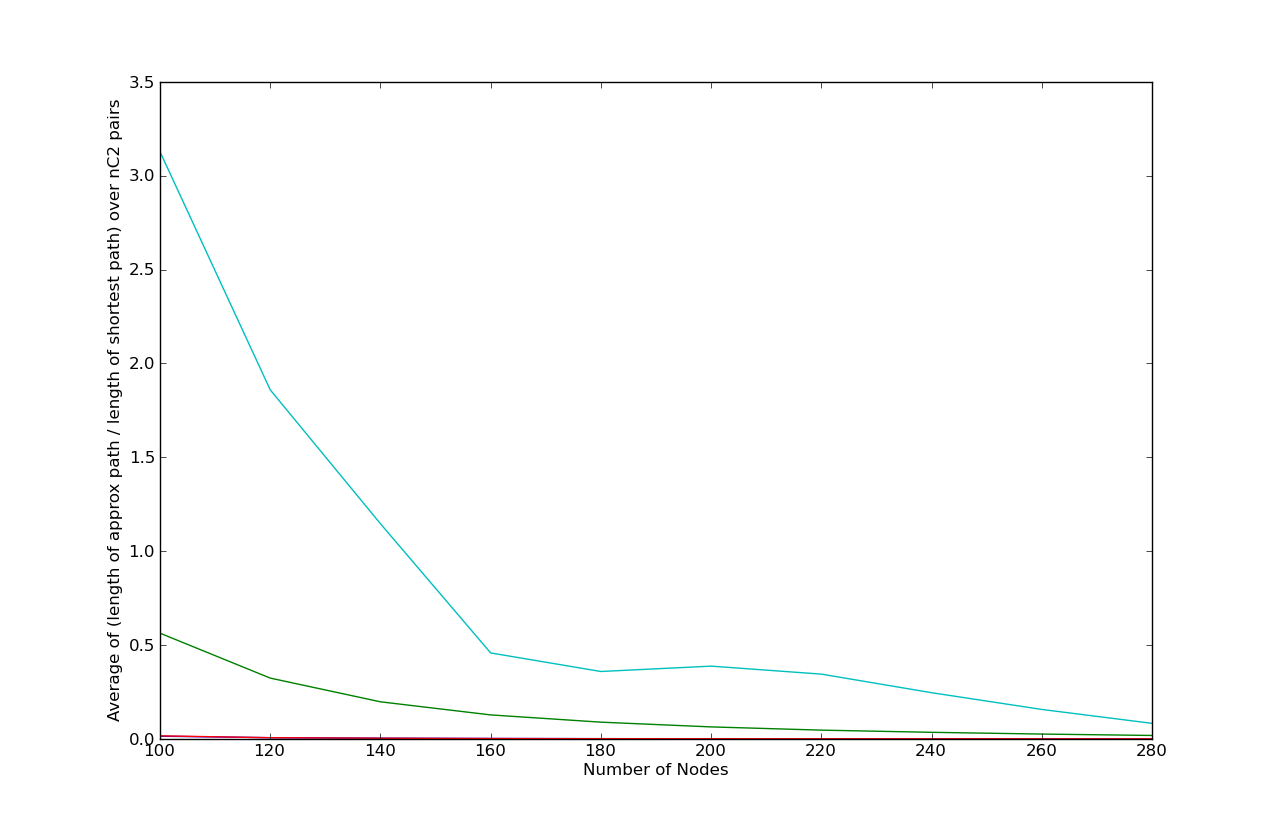 Average of (length of approx path / length of shortest path) over nC2 pairs
3.5
3.0
2.5
2.0
1.5
1.0
0.5
0.0
100 120 140 160 180 200 220 240 260 280
Number of Nodes